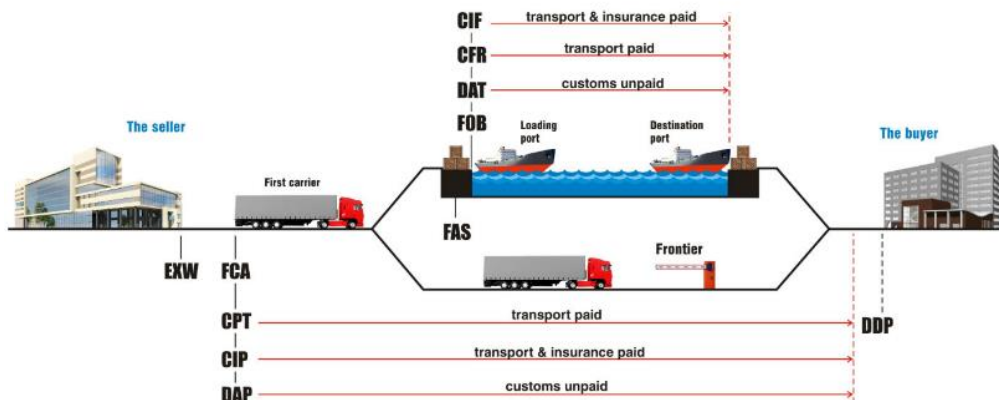 CIF transport & insurance paid
CFR transport paid
DAT customs unpaid
FOB
The seller
Loading
port
Destination
port
The buyer
First carrier
FAS
EXW
FCA
Frontier
CPT transport paid
DDP
CIP transport & insurance paid
DAP customs unpaid